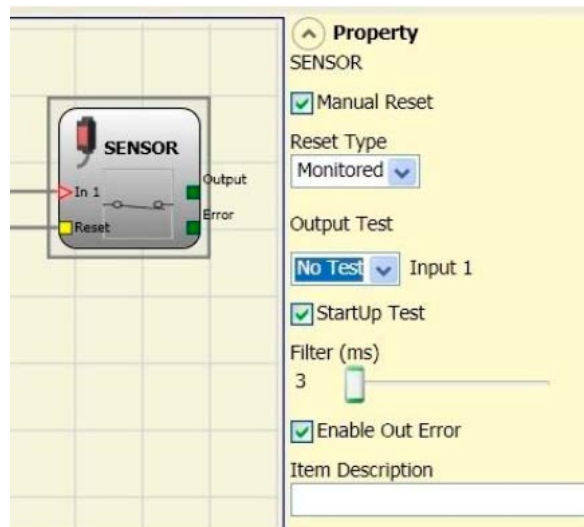 SENSOR
In 1
Reset
Output
Error
Property
SENSOR
Manual Reset
Reset Type
Monitored
Output Test
No Test Input 1
StartUp Test
Filter (ms)
3
Enable Out Error
Item Description